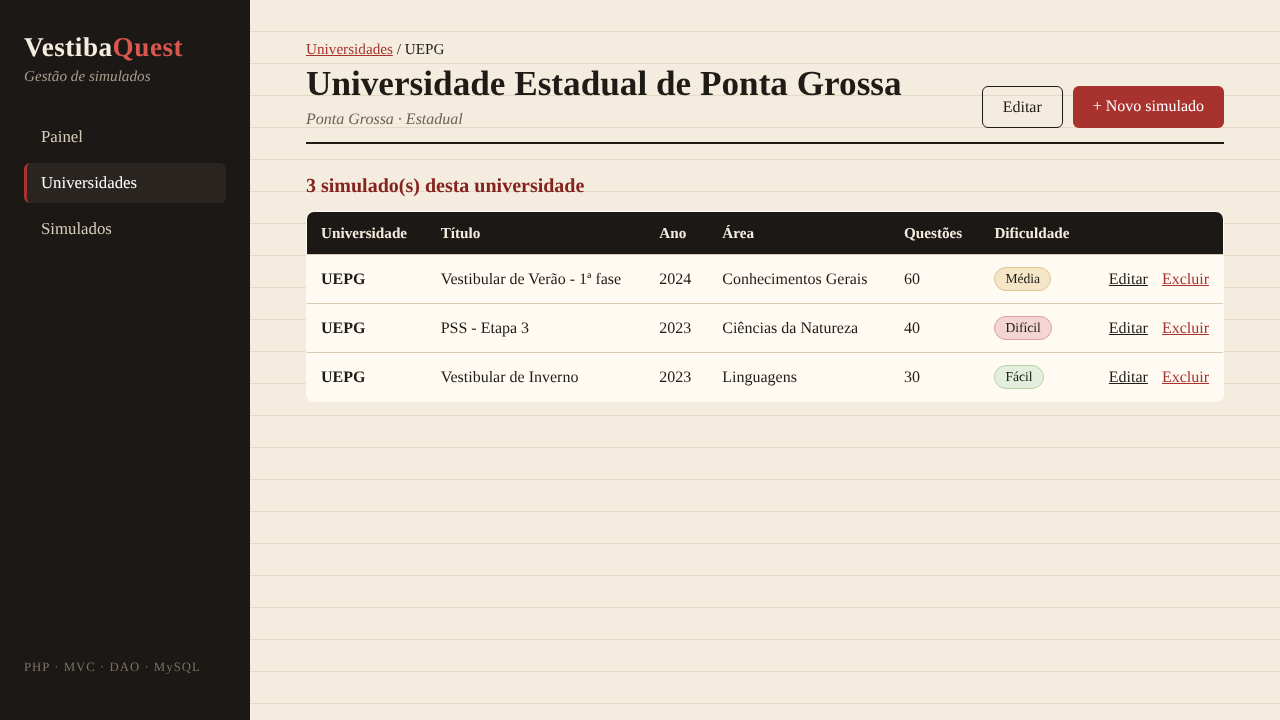 VestibaQuest
Gestão de simulados
Painel
Universidades
Simulados
PHP · MVC · DAO · MySQL
Universidades / UEPG
Universidade Estadual de Ponta Grossa
Ponta Grossa · Estadual
Editar
+ Novo simulado
3 simulado(s) desta universidade
Universidade Título Ano Área Questões Dificuldade
UEPG Vestibular de Verão - 1ª fase 2024 Conhecimentos Gerais 60 Média Editar Excluir
UEPG PSS - Etapa 3 2023 Ciências da Natureza 40 Difícil Editar Excluir
UEPG Vestibular de Inverno 2023 Linguagens 30 Fácil Editar Excluir